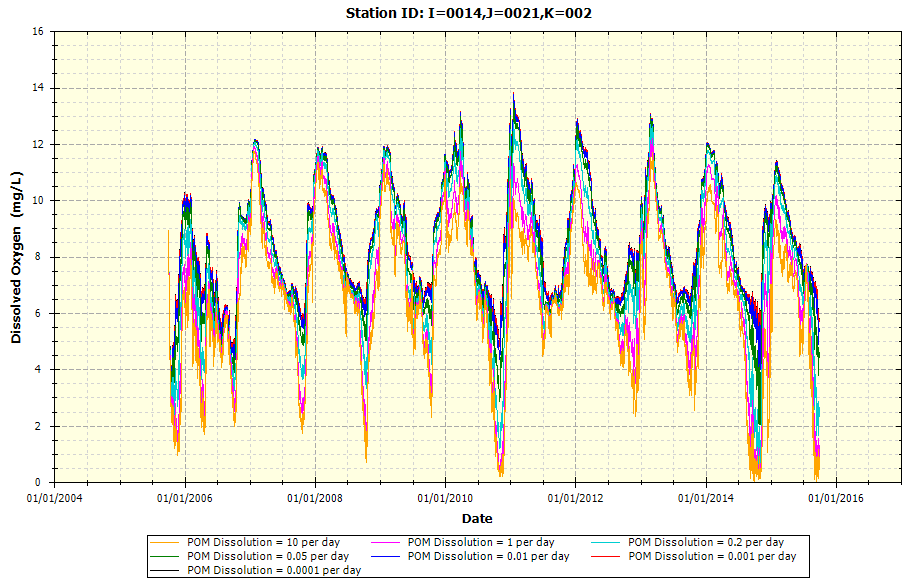 Station ID: I=0014,J=0021,K=002
16
14
12
10
8
6
4
2
0
Dissolved Oxygen (mg/L)
01/01/2004 01/01/2006 01/01/2008 01/01/2010 01/01/2012 01/01/2014 01/01/2016
Date
POM Dissolution = 10 per day POM Dissolution = 1 per day POM Dissolution = 0.2 per day
POM Dissolution = 0.05 per day POM Dissolution = 0.01 per day POM Dissolution = 0.001 per day
POM Dissolution = 0.0001 per day